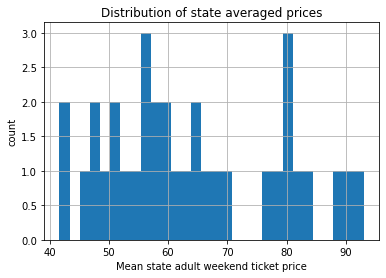 Distribution of state averaged prices
3.0
2.5
2.0
1.5
1.0
0.5
0.0
count
40 50 60 70 80 90
Mean state adult weekend ticket price